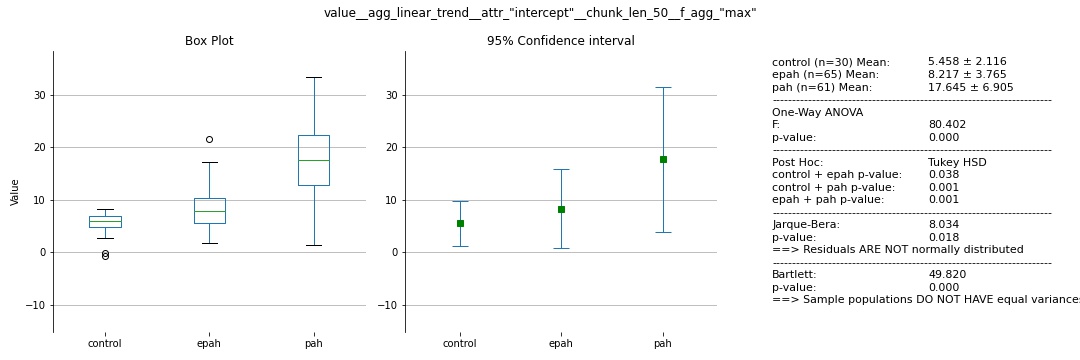 value__agg_linear_trend__attr_"intercept"__chunk_len_50__f_agg_"max"
Box Plot
Value
30
20
10
0
−10
control epah pah
95% Confidence interval
30
20
10
0
−10
control epah pah
control (n=30) Mean: 5.458 ± 2.116
epah (n=65) Mean: 8.217 ± 3.765
pah (n=61) Mean: 17.645 ± 6.905
One-Way ANOVA
F: 80.402
p-value: 0.000
Post Hoc: Tukey HSD
control + epah p-value: 0.038
control + pah p-value: 0.001
epah + pah p-value: 0.001
Jarque-Bera: 8.034
p-value: 0.018
==> Residuals ARE NOT normally distributed
Bartlett: 49.820
p-value: 0.000
==> Sample populations DO NOT HAVE equal variances